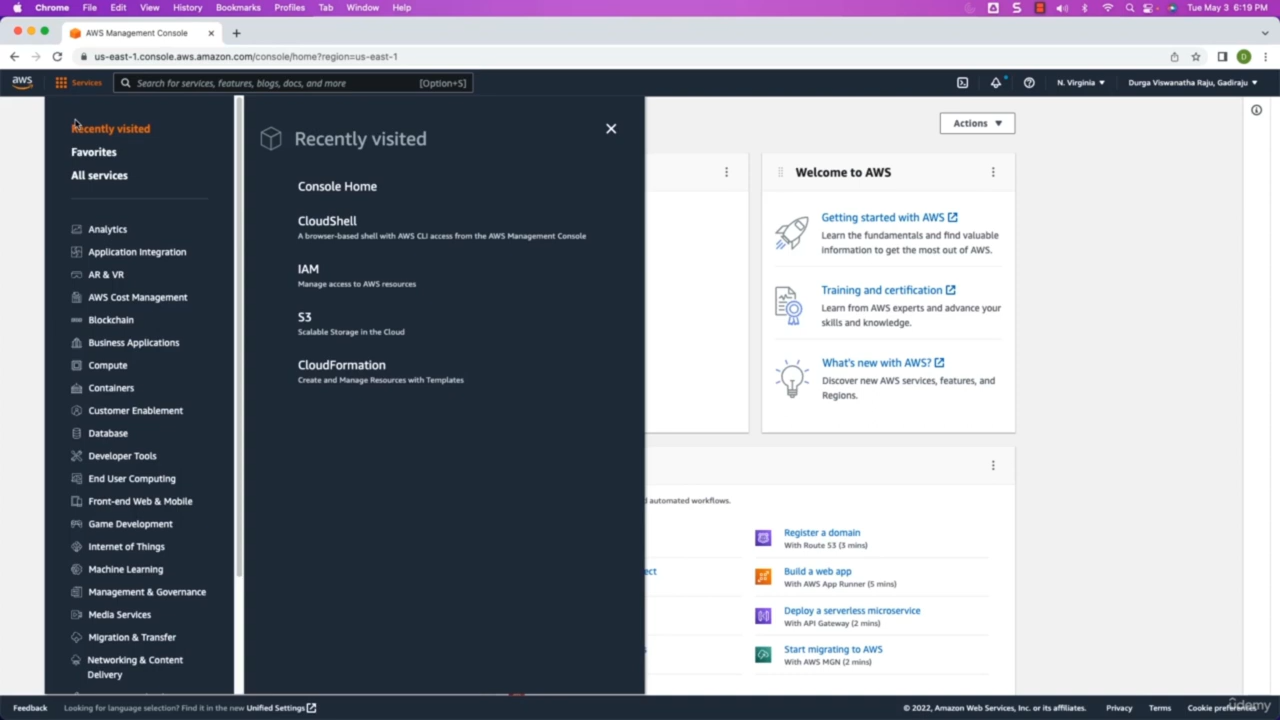 Chrome File Edit View History Bookmarks Profiles Tab Window Help
Tue May 3 6:19 PM
AWS Management Console
us-east-1.console.aws.amazon.com/console/home?region=us-east-1
D
aws
Services
Search for services, features, blogs, docs, and more
[Option+S]
N. Virginia
Durga Viswanatha Raju, Gadiraju
Recently visited
Favorites
All services
Analytics
Application Integration
AR & VR
AWS Cost Management
Blockchain
Business Applications
Compute
Containers
Customer Enablement
Database
Developer Tools
End User Computing
Front-end Web & Mobile
Game Development
Internet of Things
Machine Learning
Management & Governance
Media Services
Migration & Transfer
Networking & Content
Delivery
Recently visited
Console Home
CloudShell
A browser-based shell with AWS CLI access from the AWS Management Console
IAM
Manage access to AWS resources
S3
Scalable Storage in the Cloud
CloudFormation
Create and Manage Resources with Templates
Actions
Welcome to AWS
Getting started with AWS
Learn the fundamentals and find valuable
information to get the most out of AWS.
Training and certification
Learn from AWS experts and advance your
skills and knowledge.
What's new with AWS?
Discover new AWS services, features, and
Regions.
automated workflows.
Register a domain
With Route 53 (3 mins)
Build a web app
With AWS App Runner (5 mins)
Deploy a serverless microservice
With API Gateway (2 mins)
Start migrating to AWS
With AWS MGN (2 mins)
Feedback
Looking for language selection? Find it in the new Unified Settings
© 2022, Amazon Web Services, Inc. or its affiliates.
Privacy
Terms
Cookie preferences
udemy